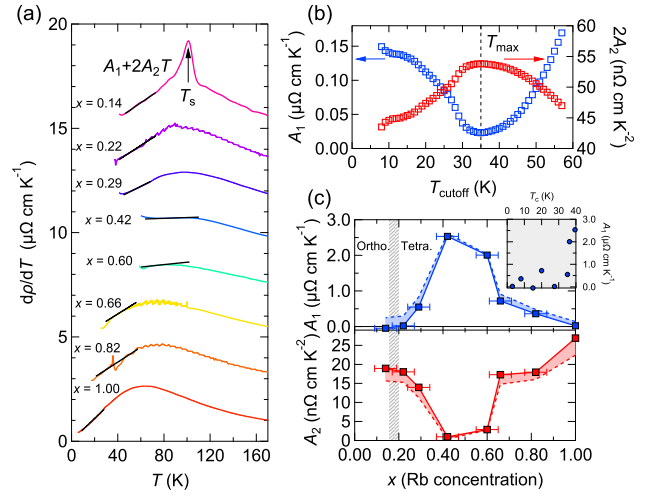 (a)
20
15
10
5
0
dρ/dT (μΩ cm K⁻¹)
A₁+2A₂T
Tₛ
x = 0.14
x = 0.22
x = 0.29
x = 0.42
x = 0.60
x = 0.66
x = 0.82
x = 1.00
0 40 80 120 160
T (K)
(b)
0.15
0.10
0.05
0.00
A₁ (μΩ cm K⁻¹)
Tmax
60
55
50
45
40
2A₂ (nΩ cm K⁻²)
0 10 20 30 40 50 60
Tcutoff (K)
(c)
3.0
2.0
1.0
0.0
A₁ (μΩ cm K⁻¹)
Ortho. Tetra.
T꜀ (K)
0 10 20 30 40
3.0
2.0
1.0
0.0
A₁ (μΩ cm K⁻¹)
20
15
10
5
0
A₂ (nΩ cm K⁻²)
0.00 0.20 0.40 0.60 0.80 1.00
x (Rb concentration)